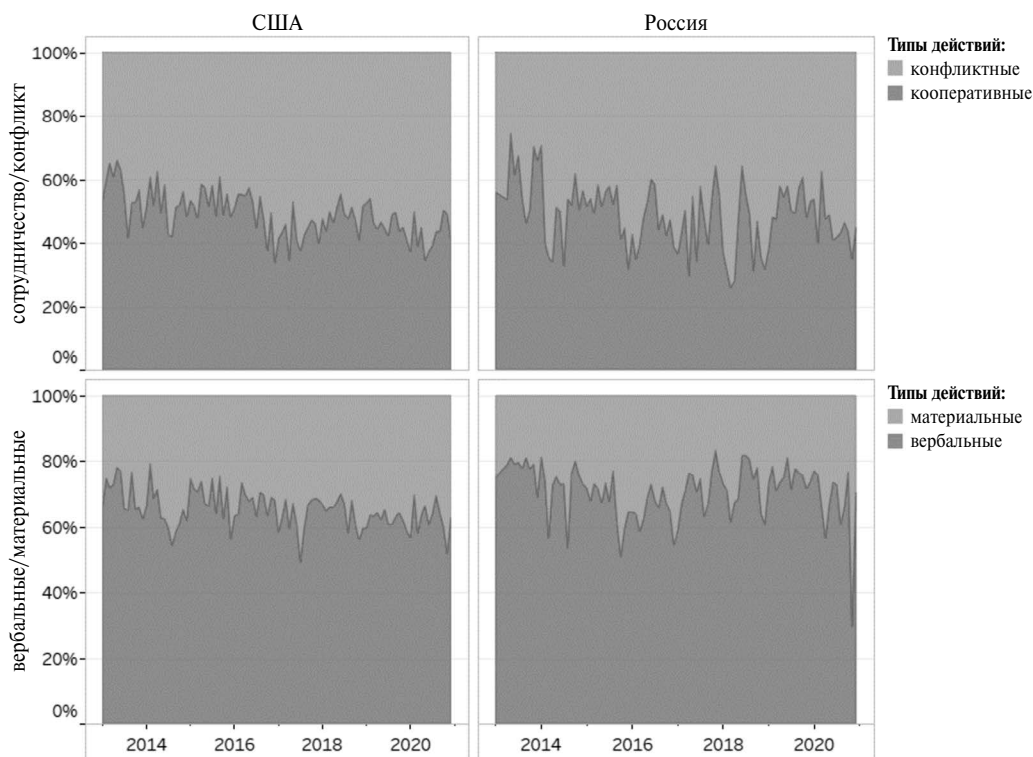 США
Россия
сотрудничество/конфликт
100%
80%
60%
40%
20%
0%
Типы действий:
конфликтные
кооперативные
вербальные/материальные
100%
80%
60%
40%
20%
0%
Типы действий:
материальные
вербальные
2014 2016 2018 2020
2014 2016 2018 2020